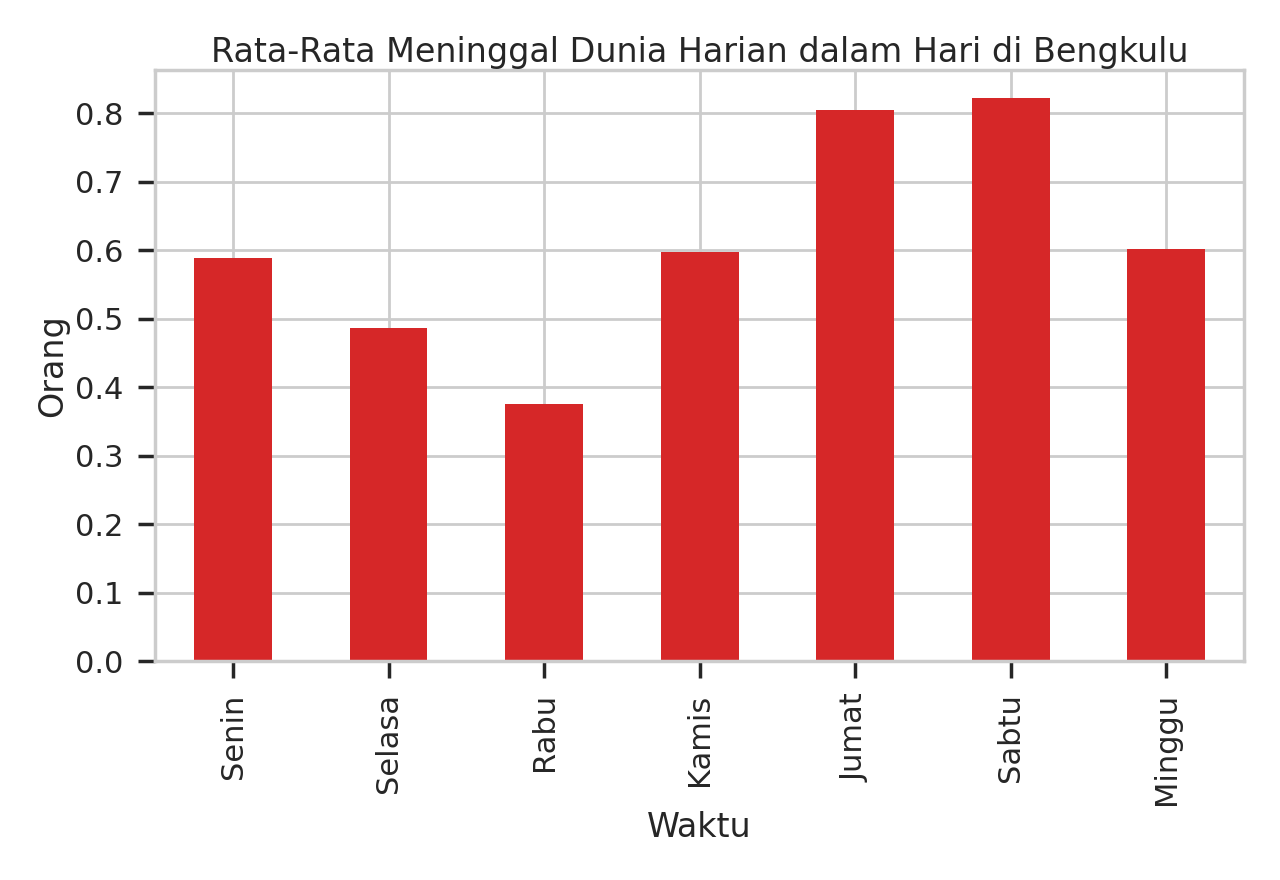 Rata-Rata Meninggal Dunia Harian dalam Hari di Bengkulu
0.8
0.7
0.6
0.5
0.4
0.3
0.2
0.1
0.0
Orang
Senin
Selasa
Rabu
Kamis
Jumat
Sabtu
Minggu
Waktu